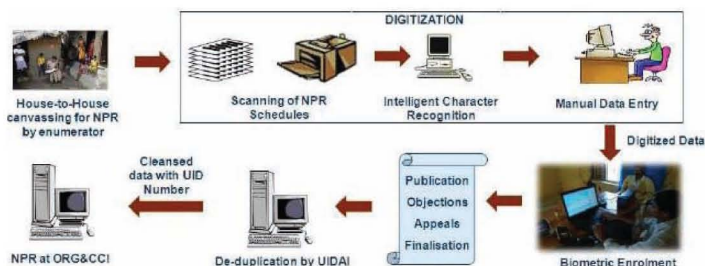 DIGITIZATION
House-to-House
canvassing for NPR
by enumerator
Scanning of NPR
Schedules
Intelligent Character
Recognition
Manual Data Entry
Digitized Data
Biometric Enrolment
Publication
Objections
Appeals
Finalisation
De-duplication by UIDAI
Cleansed
data with UID
Number
NPR at ORG&CCI